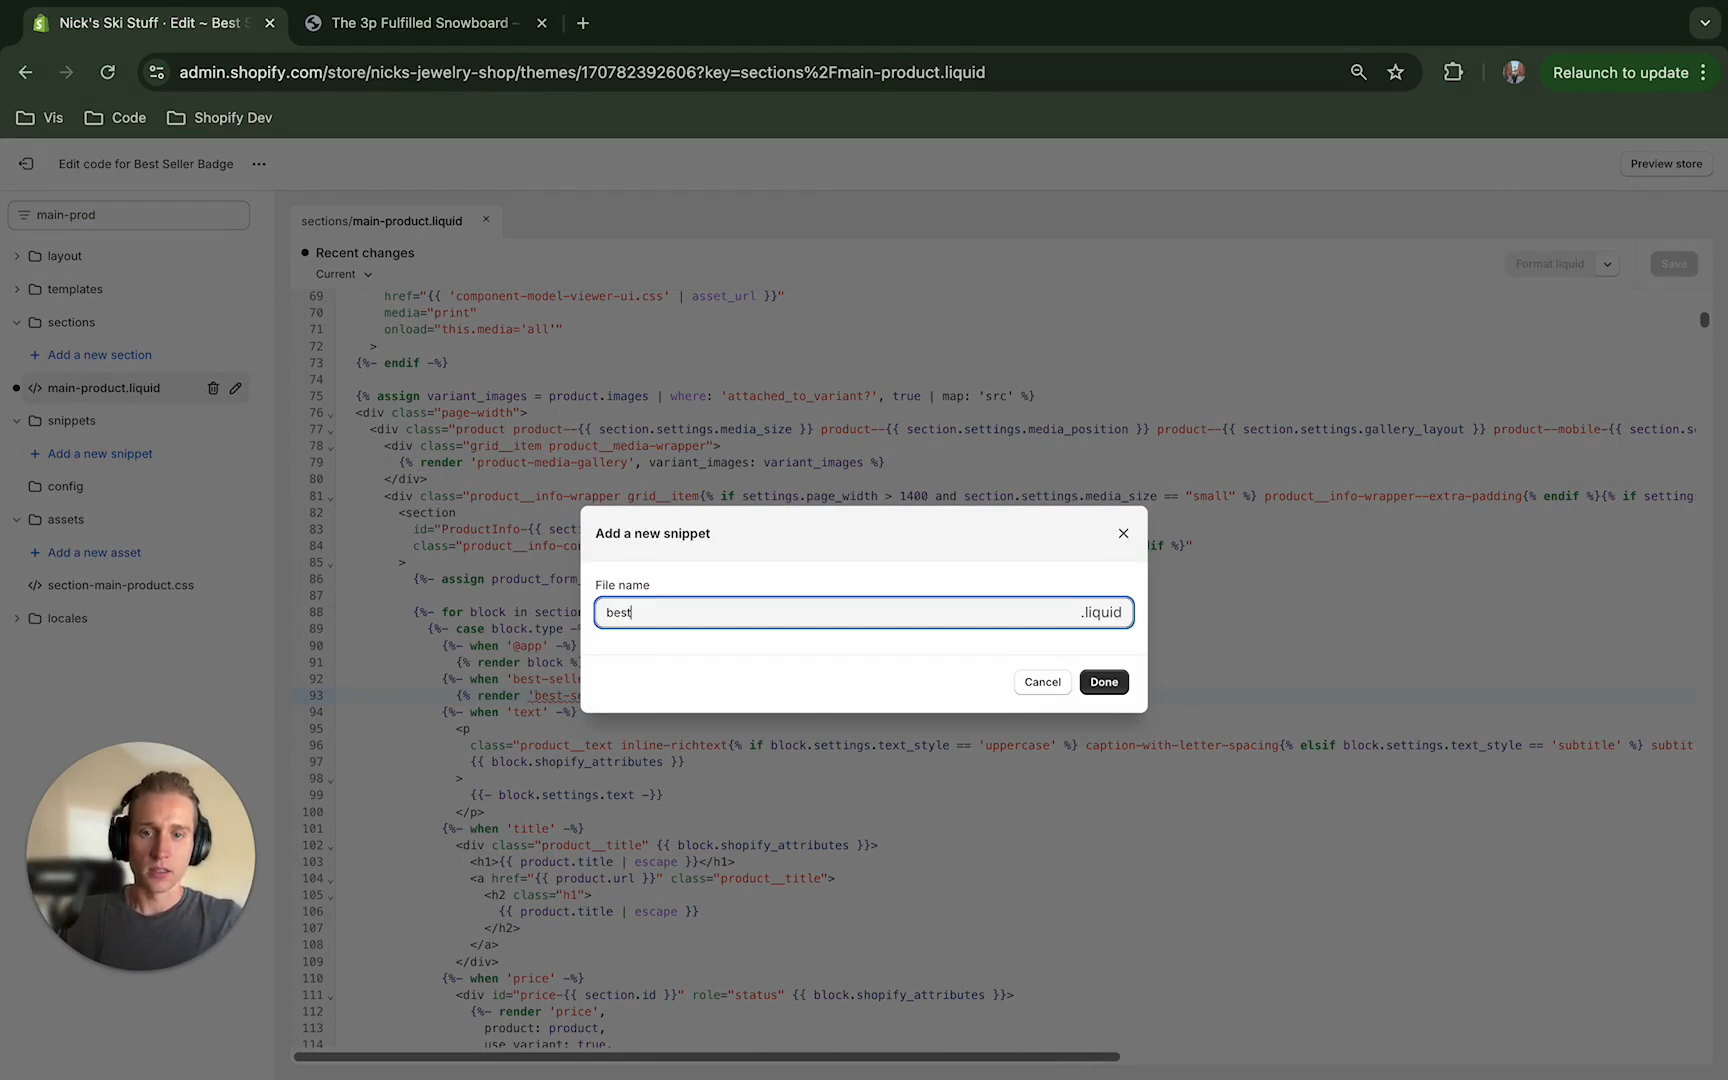 Nick's Ski Stuff · Edit ~ Best S
The 3p Fulfilled Snowboard –
admin.shopify.com/store/nicks-jewelry-shop/themes/170782392606?key=sections%2Fmain-product.liquid
Relaunch to update
Vis
Code
Shopify Dev
Edit code for Best Seller Badge
Preview store
main-prod
layout
templates
sections
Add a new section
main-product.liquid
snippets
Add a new snippet
config
assets
Add a new asset
section-main-product.css
locales
sections/main-product.liquid
Recent changes
Current
Format liquid
Save
69 href="{{ 'component-model-viewer-ui.css' | asset_url }}"
70 media="print"
71 onload="this.media='all'"
72 >
73 {%- endif -%}
74
75 {% assign variant_images = product.images | where: 'attached_to_variant?', true | map: 'src' %}
76 <div class="page-width">
77 <div class="product product--{{ section.settings.media_size }} product--{{ section.settings.media_position }} product--{{ section.settings.gallery_layout }} product--mobile-{{ section.s
78 <div class="grid__item product__media-wrapper">
79 {% render 'product-media-gallery', variant_images: variant_images %}
80 </div>
81 <div class="product__info-wrapper grid__item{% if settings.page_width > 1400 and section.settings.media_size == "small" %} product__info-wrapper--extra-padding{% endif %}{% if settings
82 <section
83 id="ProductInfo-{{ sect
84 class="product__info-con if %}"
85 >
86 {%- assign product_form_
87
88 {%- for block in section
89 {%- case block.type -%
90 {%- when '@app' -%}
91 {% render block %}
92 {%- when 'best-selle
93 {% render 'best-se
94 {%- when 'text' -%}
95 <p
96 class="product__text inline-richtext{% if block.settings.text_style == 'uppercase' %} caption-with-letter-spacing{% elsif block.settings.text_style == 'subtitle' %} subtit
97 {{ block.shopify_attributes }}
98 >
99 {{- block.settings.text -}}
100 </p>
101 {%- when 'title' -%}
102 <div class="product__title" {{ block.shopify_attributes }}>
103 <h1>{{ product.title | escape }}</h1>
104 <a href="{{ product.url }}" class="product__title">
105 <h2 class="h1">
106 {{ product.title | escape }}
107 </h2>
108 </a>
109 </div>
110 {%- when 'price' -%}
111 <div id="price-{{ section.id }}" role="status" {{ block.shopify_attributes }}>
112 {%- render 'price',
113 product: product,
114 use_variant: true,
Add a new snippet
File name
best
.liquid
Cancel
Done